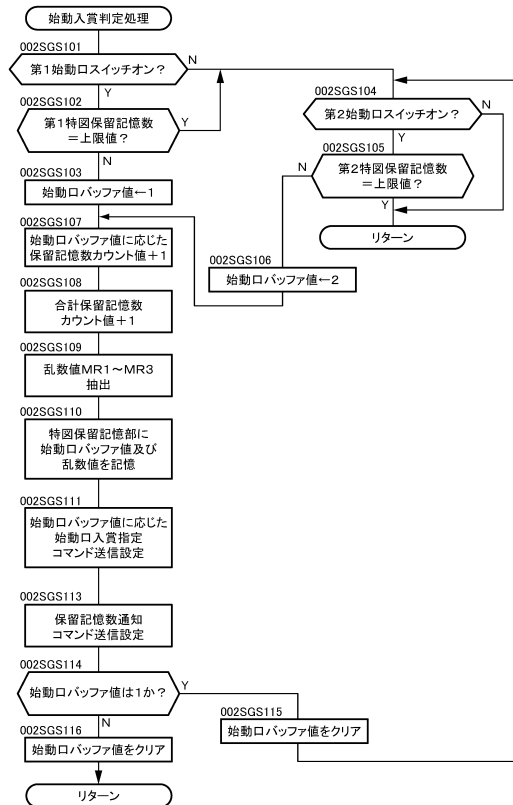 始動入賞判定処理
002SGS101
第1始動口スイッチオン?
N
Y
002SGS102
第1特図保留記憶数
=上限値?
Y
N
002SGS103
始動口バッファ値←1
002SGS104
第2始動口スイッチオン?
N
Y
002SGS105
第2特図保留記憶数
=上限値?
N
Y
リターン
002SGS106
始動口バッファ値←2
002SGS107
始動口バッファ値に応じた
保留記憶数カウント値+1
002SGS108
合計保留記憶数
カウント値+1
002SGS109
乱数値MR1~MR3
抽出
002SGS110
特図保留記憶部に
始動口バッファ値及び
乱数値を記憶
002SGS111
始動口バッファ値に応じた
始動口入賞指定
コマンド送信設定
002SGS113
保留記憶数通知
コマンド送信設定
002SGS114
始動口バッファ値は1か?
Y
N
002SGS115
始動口バッファ値をクリア
002SGS116
始動口バッファ値をクリア
リターン